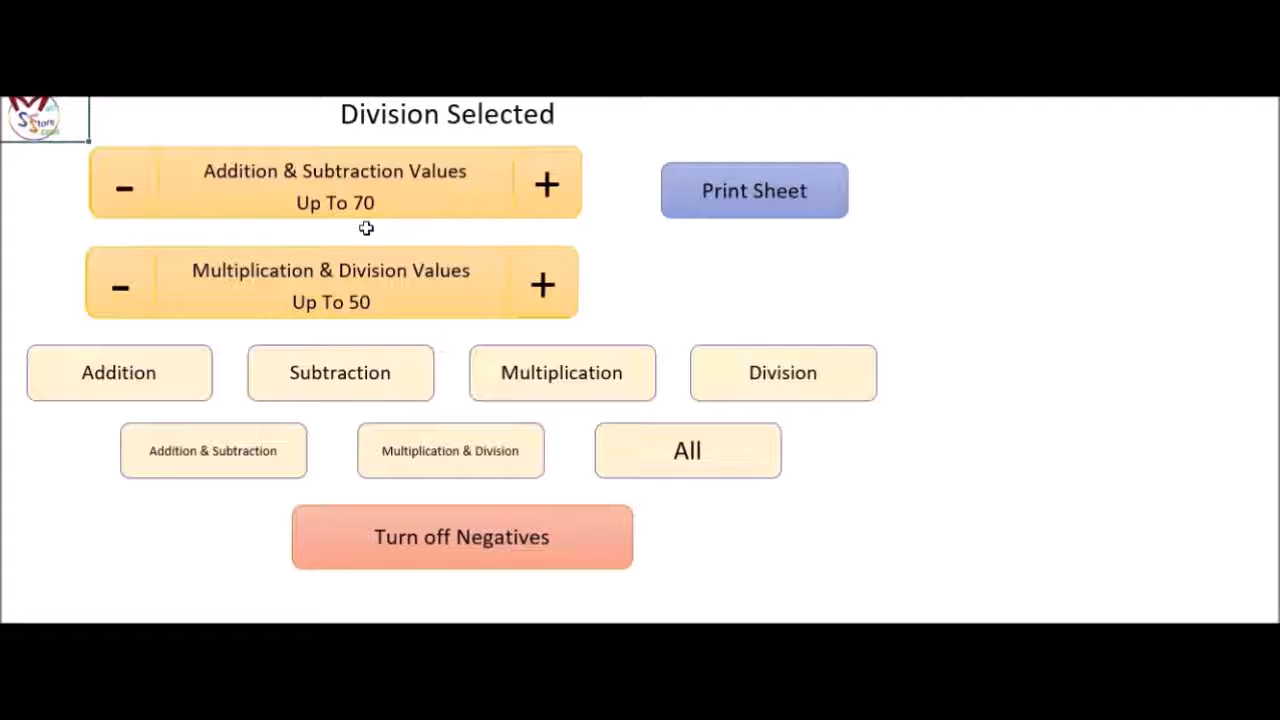 Division Selected
- Addition & Subtraction Values +
Up To 70
Print Sheet
- Multiplication & Division Values +
Up To 50
Addition Subtraction Multiplication Division
Addition & Subtraction Multiplication & Division All
Turn off Negatives